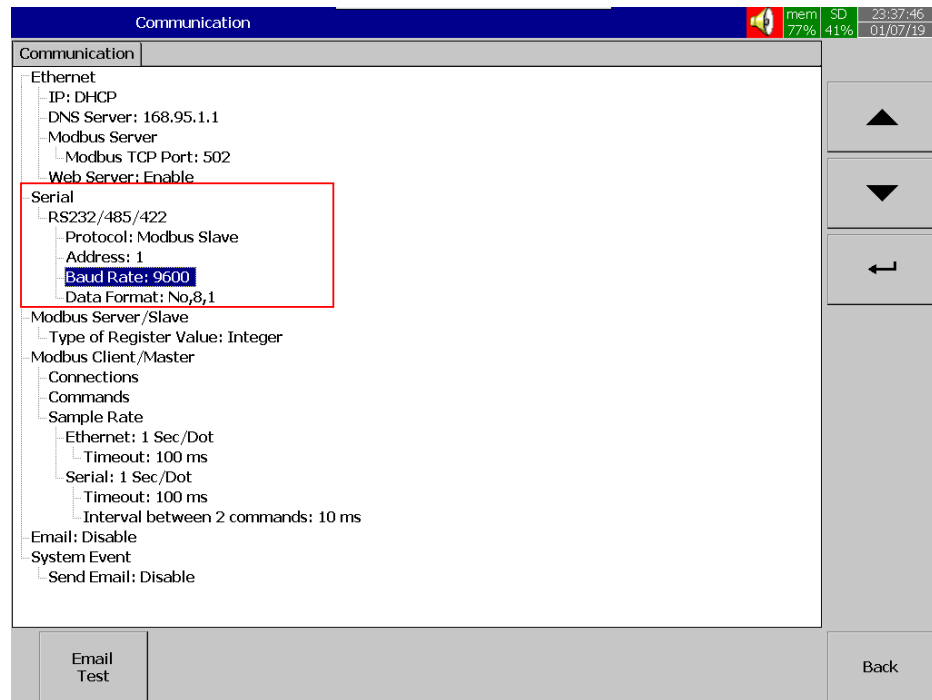 Communication
mem 77%
SD 41%
23:37:46
01/07/19
Communication
Ethernet
IP: DHCP
DNS Server: 168.95.1.1
Modbus Server
Modbus TCP Port: 502
Web Server: Enable
Serial
RS232/485/422
Protocol: Modbus Slave
Address: 1
Baud Rate: 9600
Data Format: No,8,1
Modbus Server/Slave
Type of Register Value: Integer
Modbus Client/Master
Connections
Commands
Sample Rate
Ethernet: 1 Sec/Dot
Timeout: 100 ms
Serial: 1 Sec/Dot
Timeout: 100 ms
Interval between 2 commands: 10 ms
Email: Disable
System Event
Send Email: Disable
Email
Test
Back